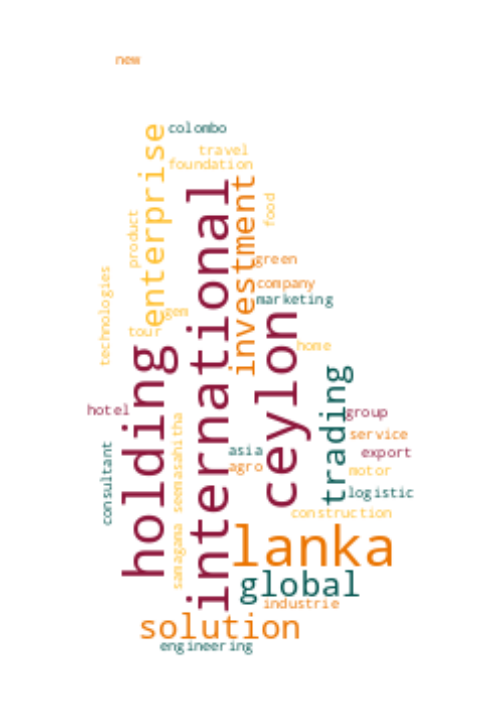 new
colombo
enterprise
travel
foundation
investment
international
food
product
green
technologies
company
marketing
gem
ceylon
tour
home
holding
trading
hotel
group
seemasahitha
service
consultant
asia
export
agro
motor
logistic
construction
samagama
lanka
global
industrie
solution
engineering